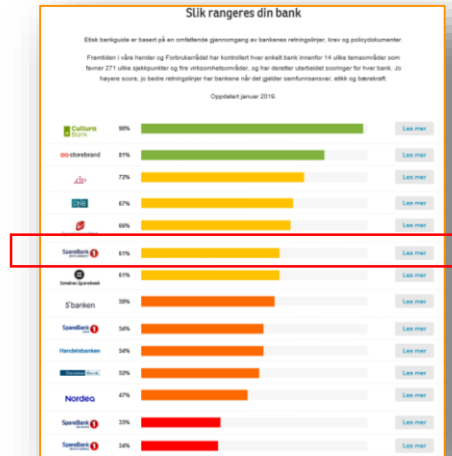 Slik rangeres din bank
Etisk bankguide er basert på en omfattende gjennomgang av bankenes retningslinjer, krav og policydokumenter.
Framtiden i våre hender og Forbrukerrådet har kontrollert hver enkelt bank innenfor 14 ulike temaområder som
favner 271 ulike sjekkpunkter og fire virksomhetsområder, og har deretter utarbeidet scoringer for hver bank. Jo
høyere score, jo bedre retningslinjer har bankene når det gjelder samfunnsansvar, etikk og bærekraft.
Oppdatert januar 2019.
Cultura Bank 98% Les mer
storebrand 81% Les mer
72% Les mer
DNB 67% Les mer
66% Les mer
SpareBank 1 61% Les mer
Sandnes Sparebank 61% Les mer
S'banken 59% Les mer
SpareBank 1 54% Les mer
Handelsbanken 54% Les mer
Danske Bank 52% Les mer
Nordea 47% Les mer
SpareBank 1 35% Les mer
SpareBank 1 34% Les mer